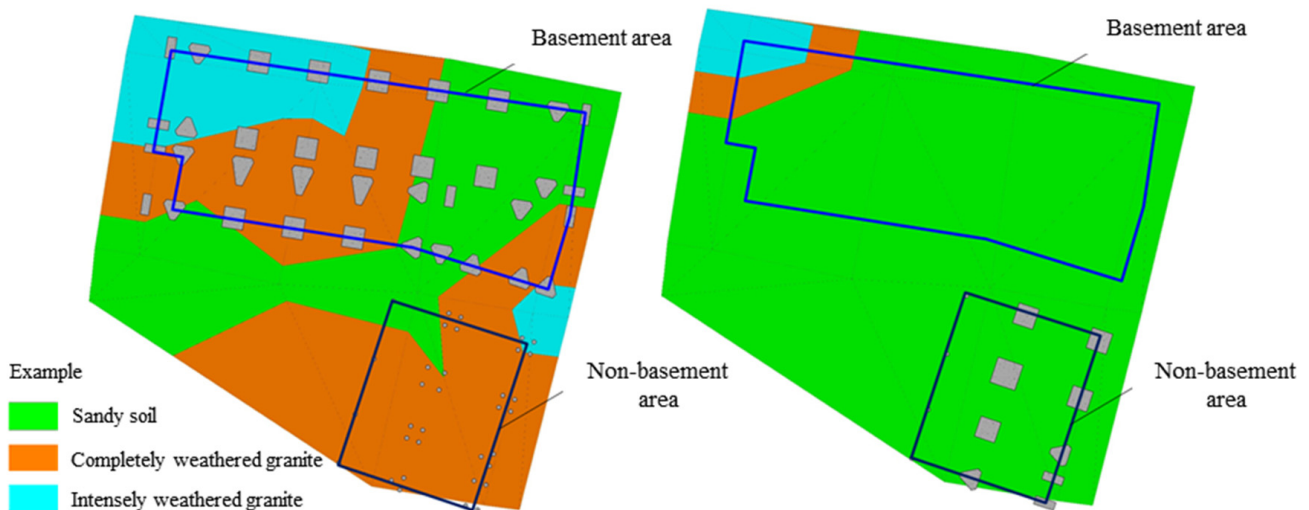 Basement area
Basement area
Non-basement
area
Non-basement
area
Example
Sandy soil
Completely weathered granite
Intensely weathered granite